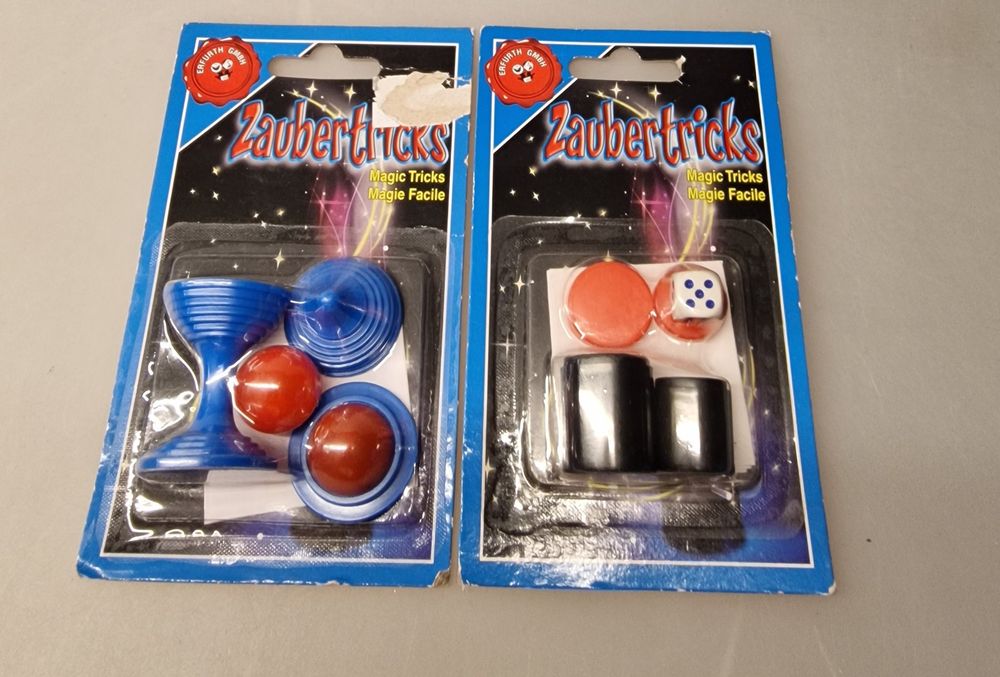 ERFURTH GMBH
Zaubertricks
Magic Tricks
Magie Facile
ERFURTH GMBH
Zaubertricks
Magic Tricks
Magie Facile